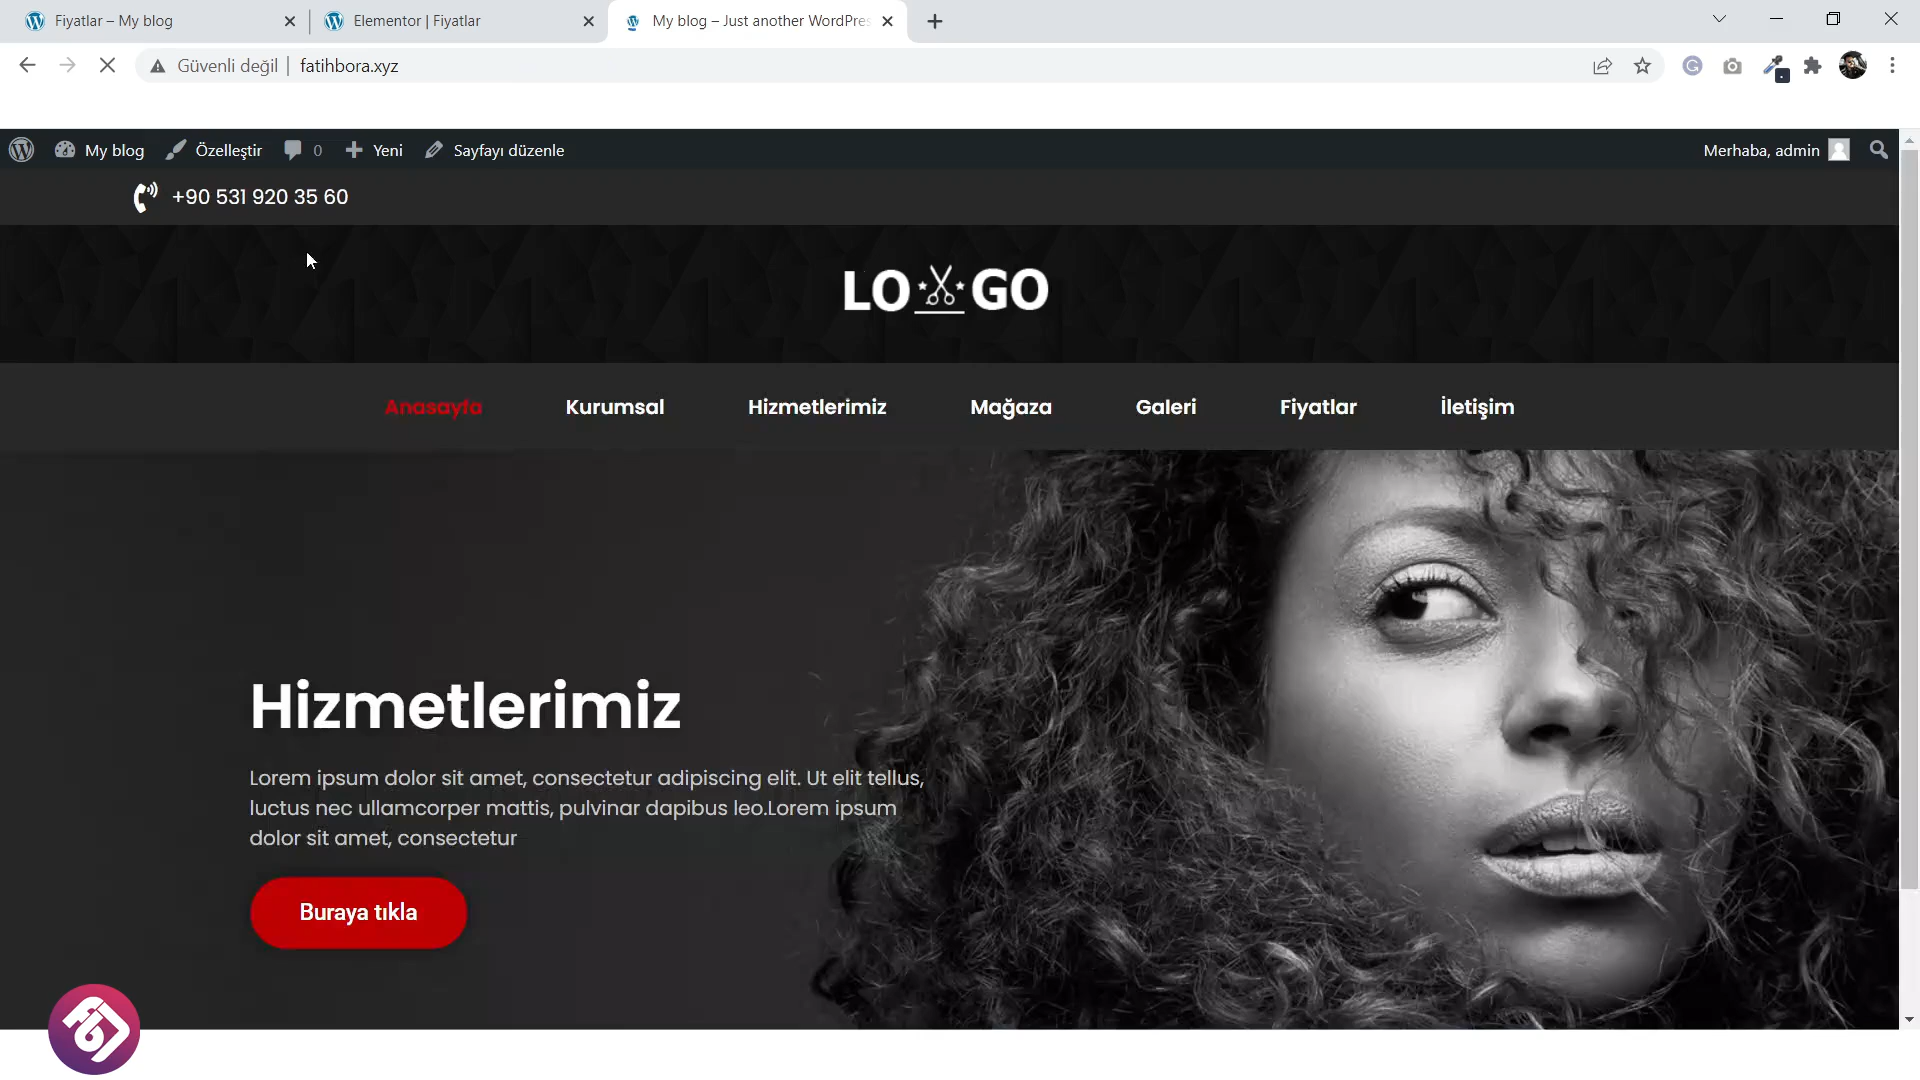 Fiyatlar – My blog
Elementor | Fiyatlar
My blog – Just another WordPres
Güvenli değil | fatihbora.xyz
My blog
Özelleştir
0
Yeni
Sayfayı düzenle
Merhaba, admin
+90 531 920 35 60
LOGO
Anasayfa
Kurumsal
Hizmetlerimiz
Mağaza
Galeri
Fiyatlar
İletişim
Hizmetlerimiz
Lorem ipsum dolor sit amet, consectetur adipiscing elit. Ut elit tellus,
luctus nec ullamcorper mattis, pulvinar dapibus leo.Lorem ipsum
dolor sit amet, consectetur
Buraya tıkla